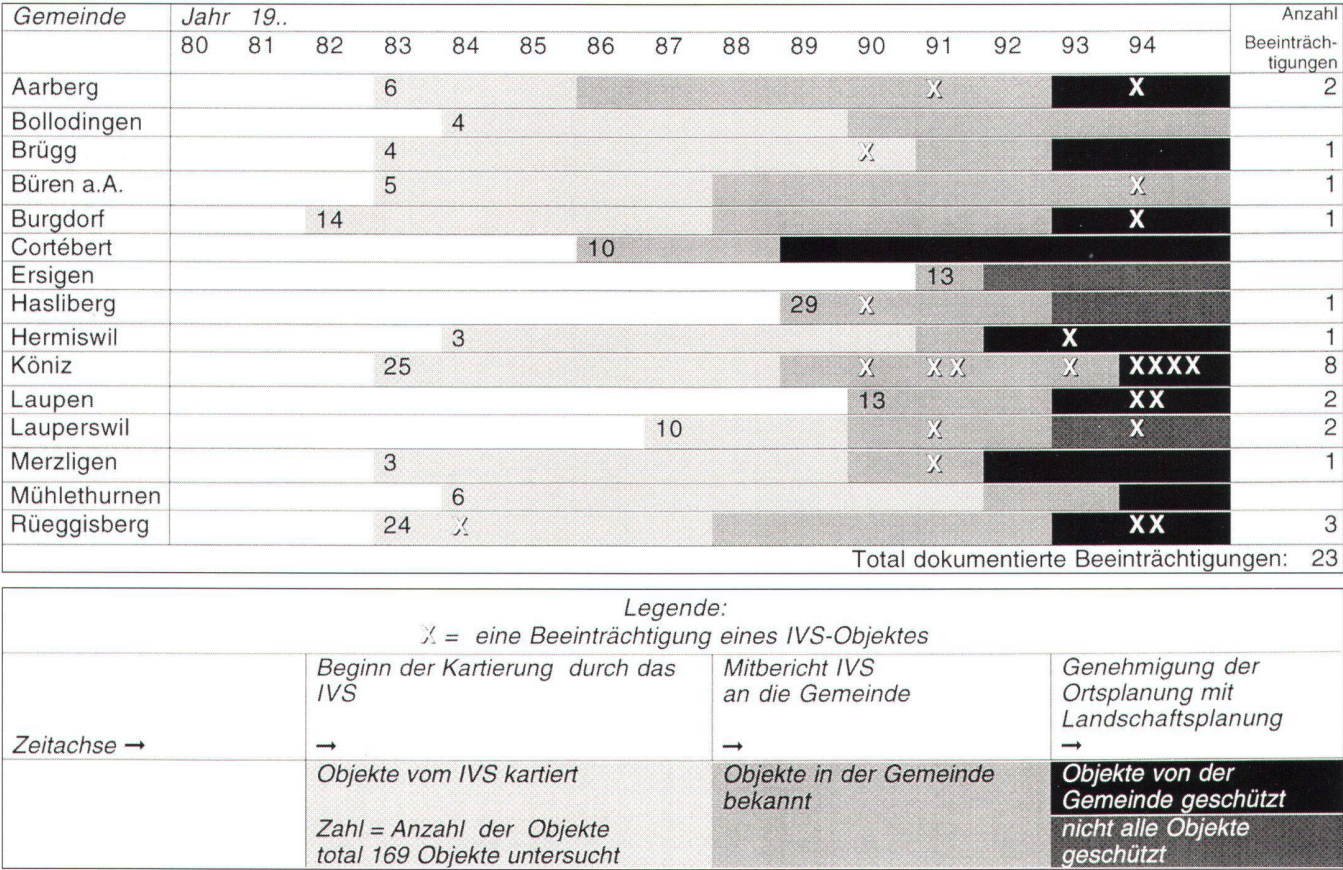 Gemeinde Jahr 19.. Anzahl
80 81 82 83 84 85 86 87 88 89 90 91 92 93 94 Beeinträch-
tigungen
Aarberg 6 X X 2
Bollodingen 4
Brügg 4 X 1
Büren a.A. 5 X 1
Burgdorf 14 X 1
Cortébert 10
Ersigen 13
Hasliberg 29 X 1
Hermiswil 3 X 1
Köniz 25 X X X X XXXX 8
Laupen 13 XX 2
Lauperswil 10 X X 2
Merzligen 3 X 1
Mühlethurnen 6
Rüeggisberg 24 X XX 3
Total dokumentierte Beeinträchtigungen: 23
Legende:
X = eine Beeinträchtigung eines IVS-Objektes
Beginn der Kartierung durch das
IVS
Mitbericht IVS
an die Gemeinde
Genehmigung der
Ortsplanung mit
Landschaftsplanung
Zeitachse → → → →
Objekte vom IVS kartiert
Zahl = Anzahl der Objekte
total 169 Objekte untersucht
Objekte in der Gemeinde
bekannt
Objekte von der
Gemeinde geschützt
nicht alle Objekte
geschützt